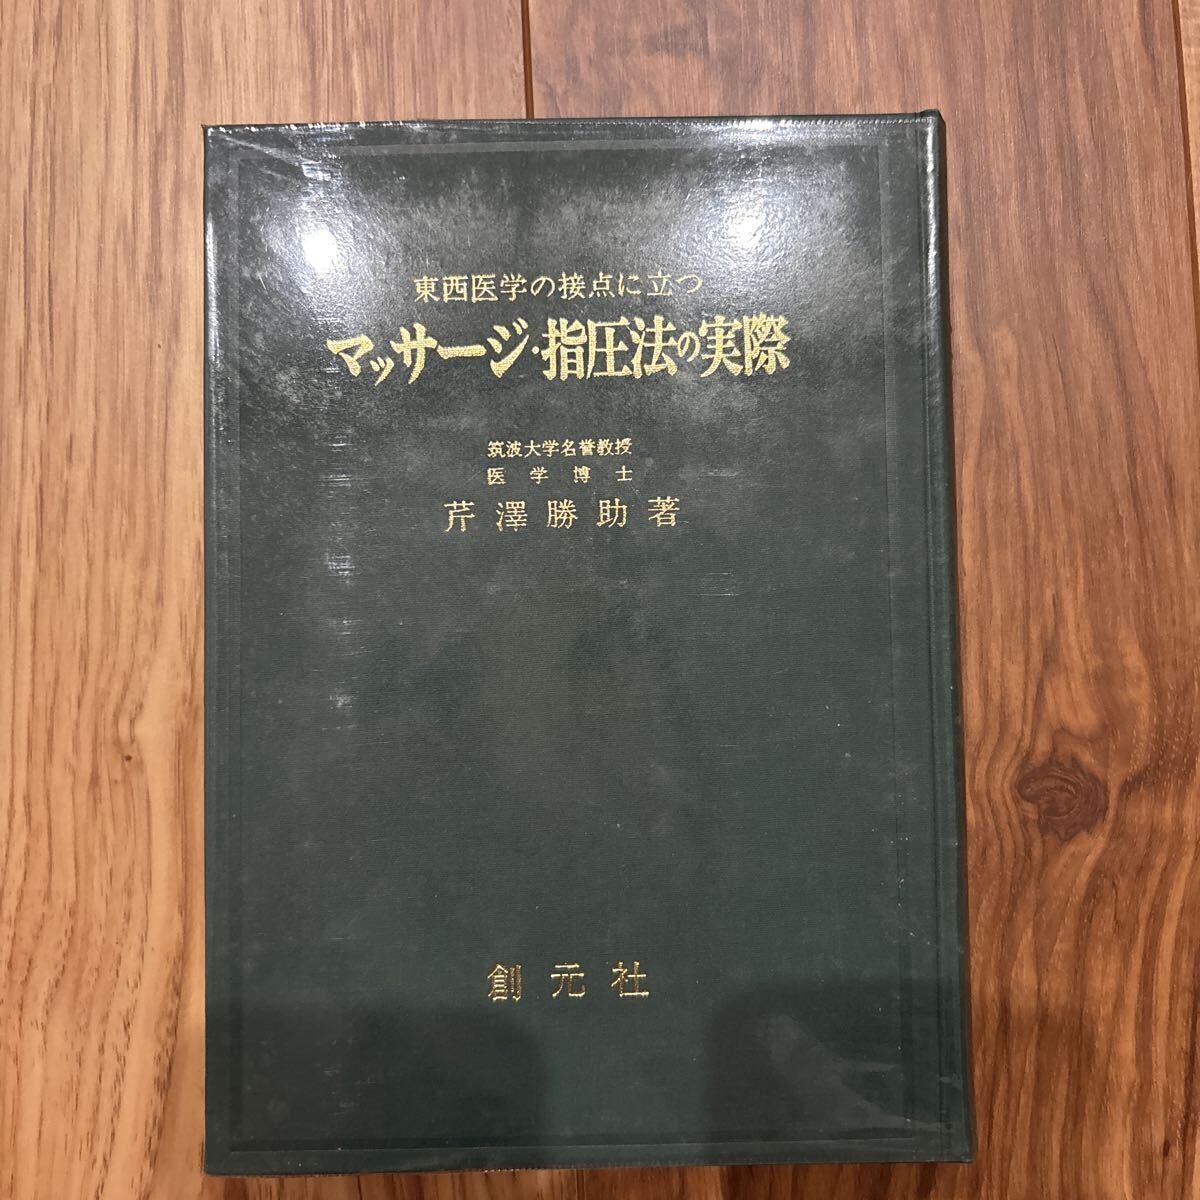 東西医学の接点に立つ
マッサージ・指圧法の実際
筑波大学名誉教授
医学博士
芹澤勝助著
創元社